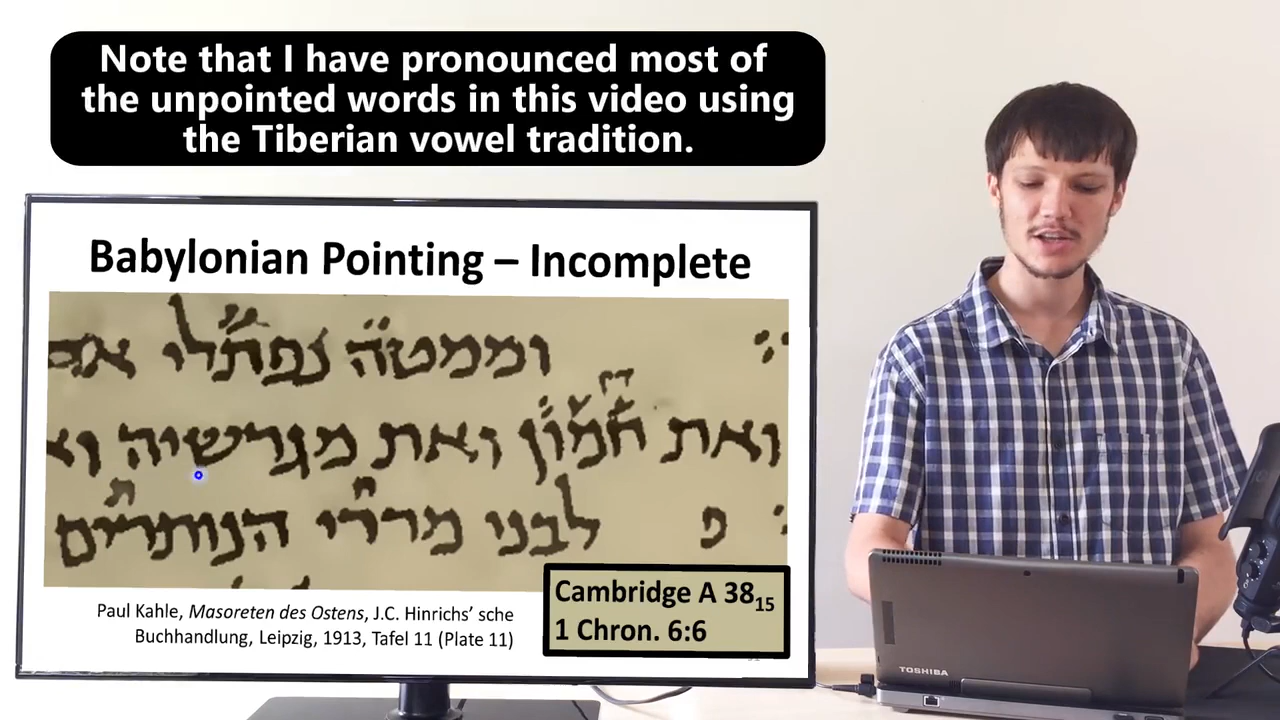 Note that I have pronounced most of
the unpointed words in this video using
the Tiberian vowel tradition.
Babylonian Pointing – Incomplete
וממטה נפתלי
ואת חמון ואת מגרשיה
פ לבני מררי הנותרים
Cambridge A 38₁₅
1 Chron. 6:6
Paul Kahle, Masoreten des Ostens, J.C. Hinrichs’ sche
Buchhandlung, Leipzig, 1913, Tafel 11 (Plate 11)
TOSHIBA